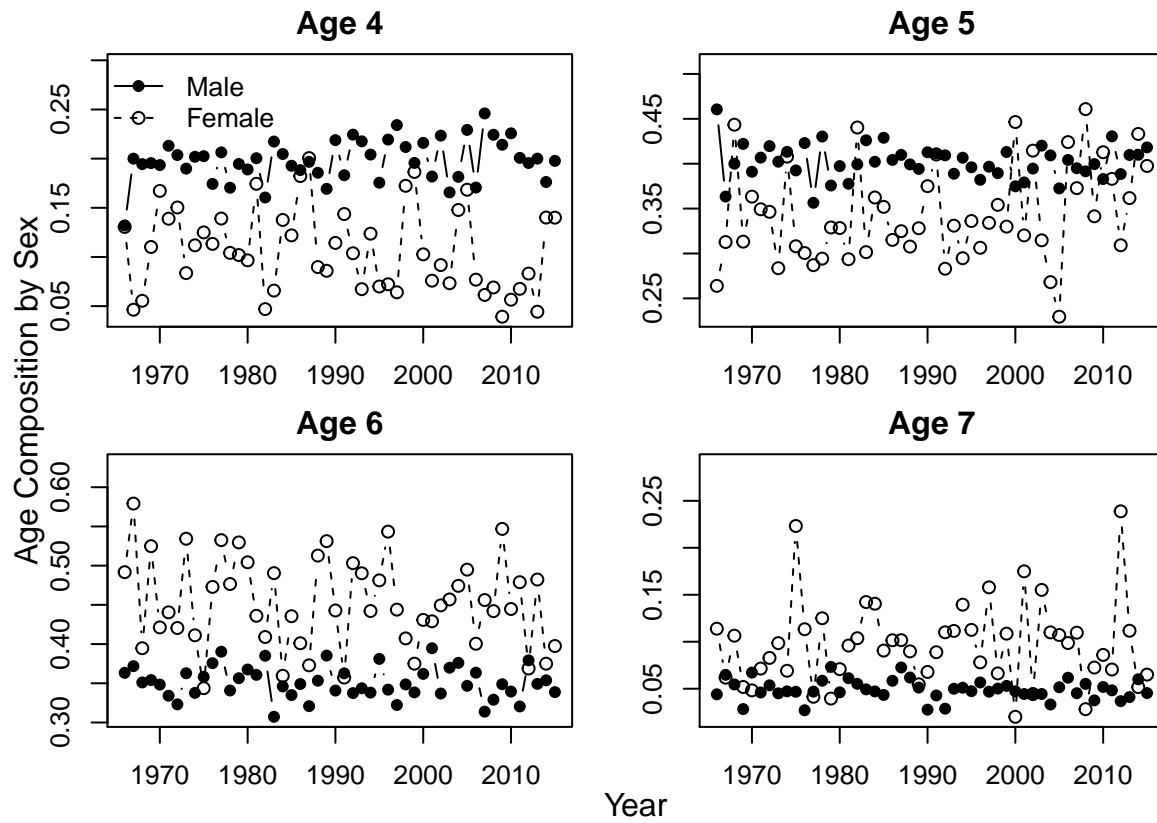 Age 4
Age 5
Male
Female
0.05 0.15 0.25
0.25 0.35 0.45
1970 1980 1990 2000 2010
1970 1980 1990 2000 2010
Age Composition by Sex
Age 6
Age 7
0.30 0.40 0.50 0.60
0.05 0.15 0.25
1970 1980 1990 2000 2010
1970 1980 1990 2000 2010
Year